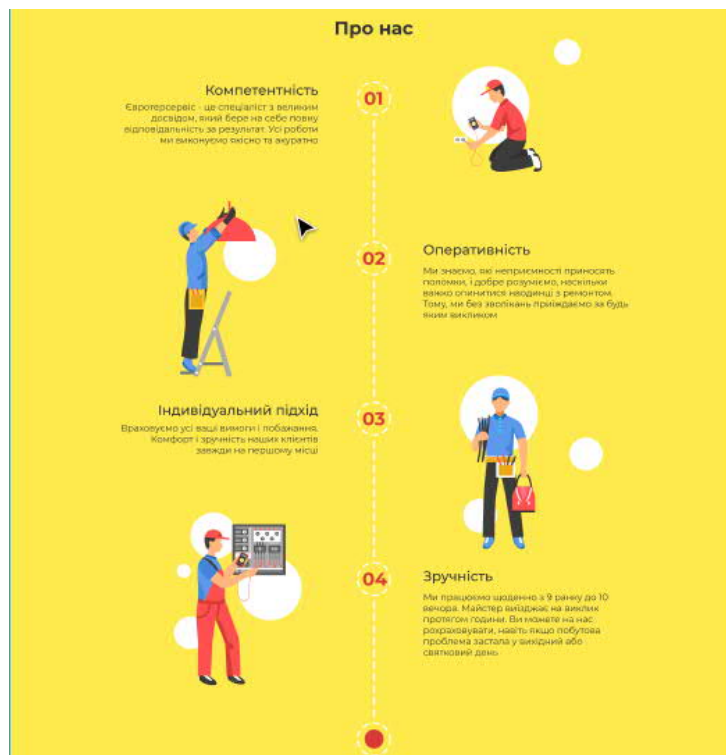 Про нас
01
Компетентність
Євротерсервіс - це спеціаліст з великим
досвідом, який бере на себе повну
відповідальність за результат. Усі роботи
ми виконуємо якісно та акуратно
02
Оперативність
Ми знаємо, які неприємності приносять
поломки, і добре розуміємо, наскільки
важко опинитися наодинці з ремонтом.
Тому, ми без зволікань приїждаємо за будь
яким викликом
03
Індивідуальний підхід
Враховуємо усі ваші вимоги і побажання.
Комфорт і зручність наших клієнтів
завжди на першому місці
04
Зручність
Ми працюємо щоденно з 9 ранку до 10
вечора. Майстер виїзджає на виклик
протягом години. Ви можете на нас
розраховувати, навіть якщо побутова
проблема застала у вихідний або
святковий день